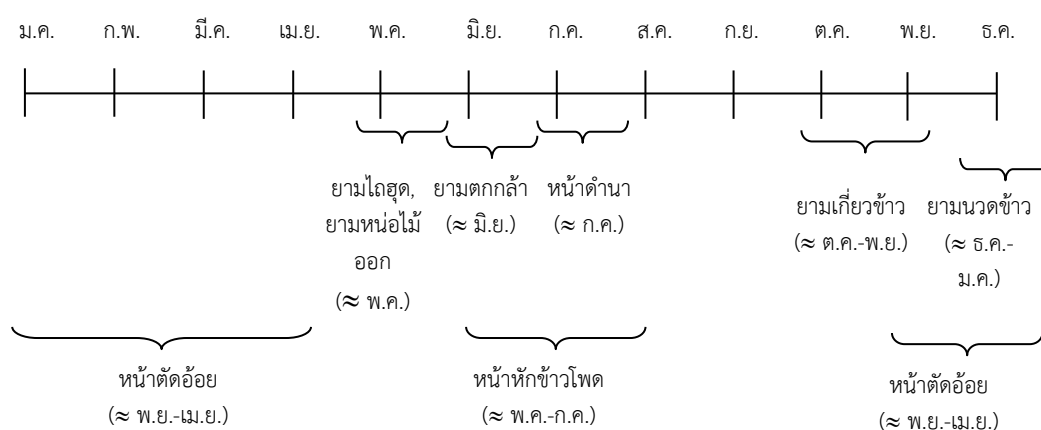 ม.ค. ก.พ. มี.ค. เม.ย. พ.ค. มิ.ย. ก.ค. ส.ค. ก.ย. ต.ค. พ.ย. ธ.ค.
ยามไถฮุด,
ยามหน่อไม้
ออก
(≈ พ.ค.)
ยามตกกล้า
(≈ มิ.ย.)
หน้าดำนา
(≈ ก.ค.)
ยามเกี่ยวข้าว
(≈ ต.ค.-พ.ย.)
ยามนวดข้าว
(≈ ธ.ค.-
ม.ค.)
หน้าตัดอ้อย
(≈ พ.ย.-เม.ย.)
หน้าหักข้าวโพด
(≈ พ.ค.-ก.ค.)
หน้าตัดอ้อย
(≈ พ.ย.-เม.ย.)